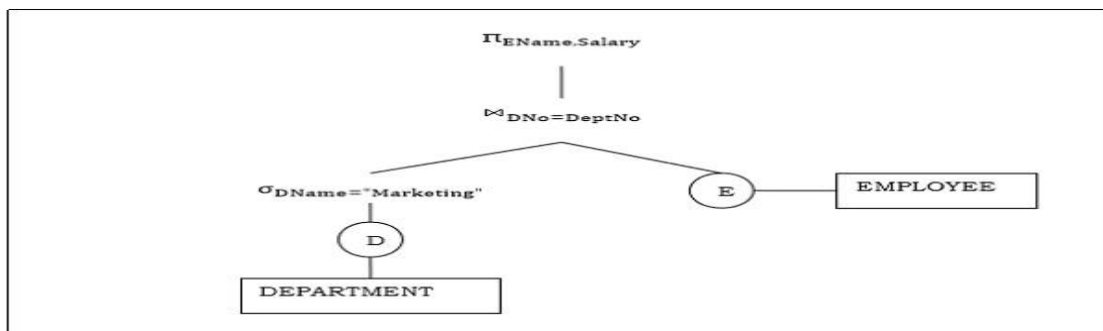 ΠEName,Salary
⋈DNo=DeptNo
σDName="Marketing"
E
EMPLOYEE
D
DEPARTMENT